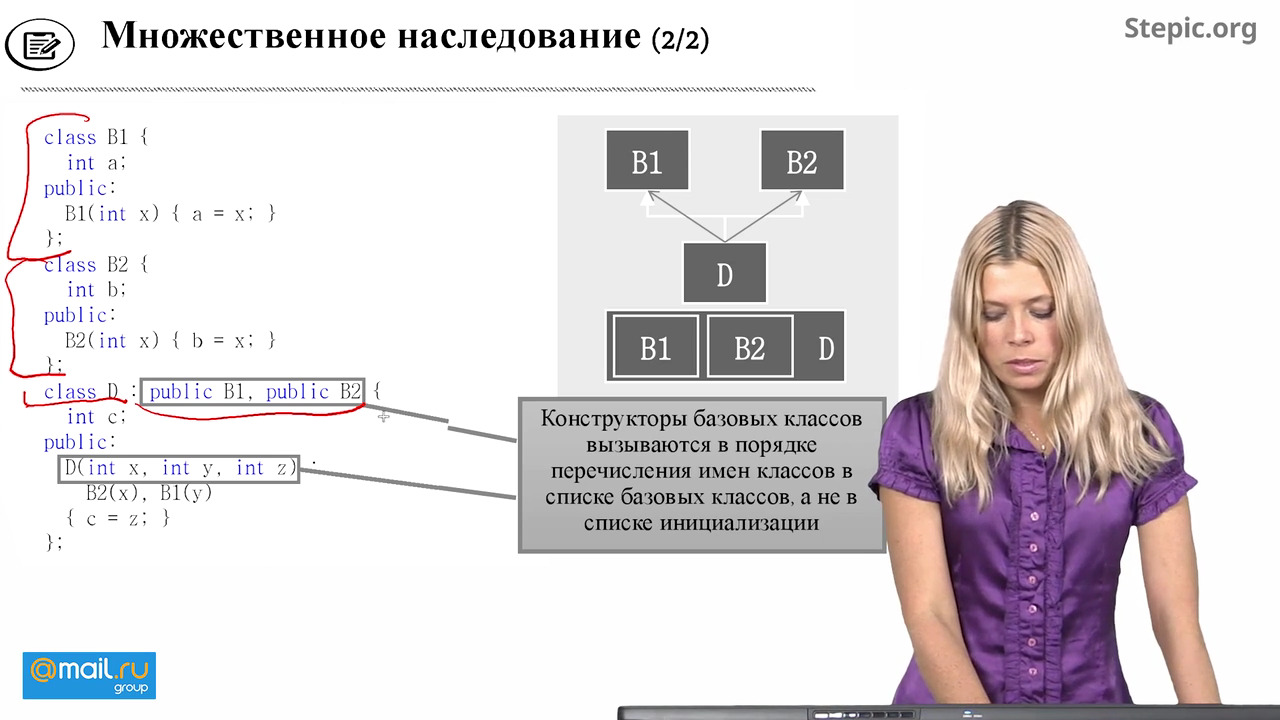 Множественное наследование (2/2)
Stepic.org
class B1 {
int a;
public:
B1(int x) { a = x; }
};
class B2 {
int b;
public:
B2(int x) { b = x; }
};
class D : public B1, public B2 {
int c;
public:
D(int x, int y, int z) :
B2(x), B1(y)
{ c = z; }
};
B1
B2
D
B1
B2
D
Конструкторы базовых классов
вызываются в порядке
перечисления имен классов в
списке базовых классов, а не в
списке инициализации
@mail.ru
group